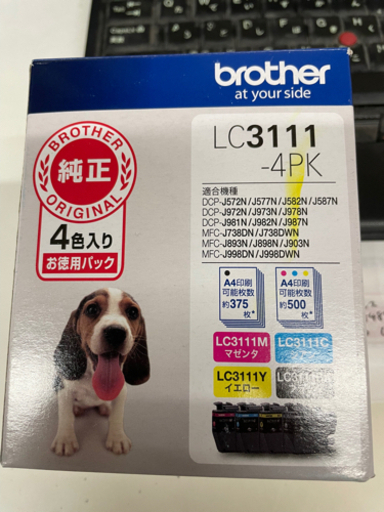 brother
at your side
LC3111
-4PK
BROTHER
純正
ORIGINAL
4色入り
お徳用パック
適合機種
DCP-J572N/J577N/J582N/J587N
DCP-J972N/J973N/J978N
DCP-J981N/J982N/J987N
MFC-J738DN/J738DWN
MFC-J893N/J898N/J903N
MFC-J998DN/J998DWN
A4印刷
可能枚数
約375
枚*
A4印刷
可能枚数
約500
枚*
LC3111M
マゼンタ
LC3111C
シアン
LC3111Y
イエロー